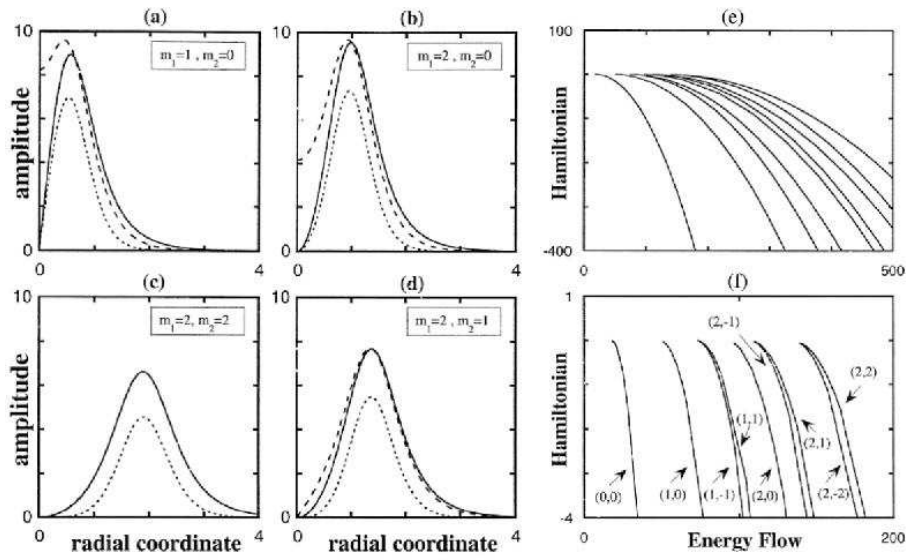 (a)
(b)
(e)
10
10
100
m1=1 , m2=0
m1=2 , m2=0
amplitude
Hamiltonian
0
0
-400
0
4
0
4
0
500
(c)
(d)
(f)
10
10
1
m1=2, m2=2
m1=2 , m2=1
(2,-1)
(2,2)
amplitude
Hamiltonian
(1,1)
(2,1)
(0,0)
(1,0)
(1,-1)
(2,0)
(2,-2)
0
0
-4
0
radial coordinate
4
0
radial coordinate
4
0
Energy Flow
200